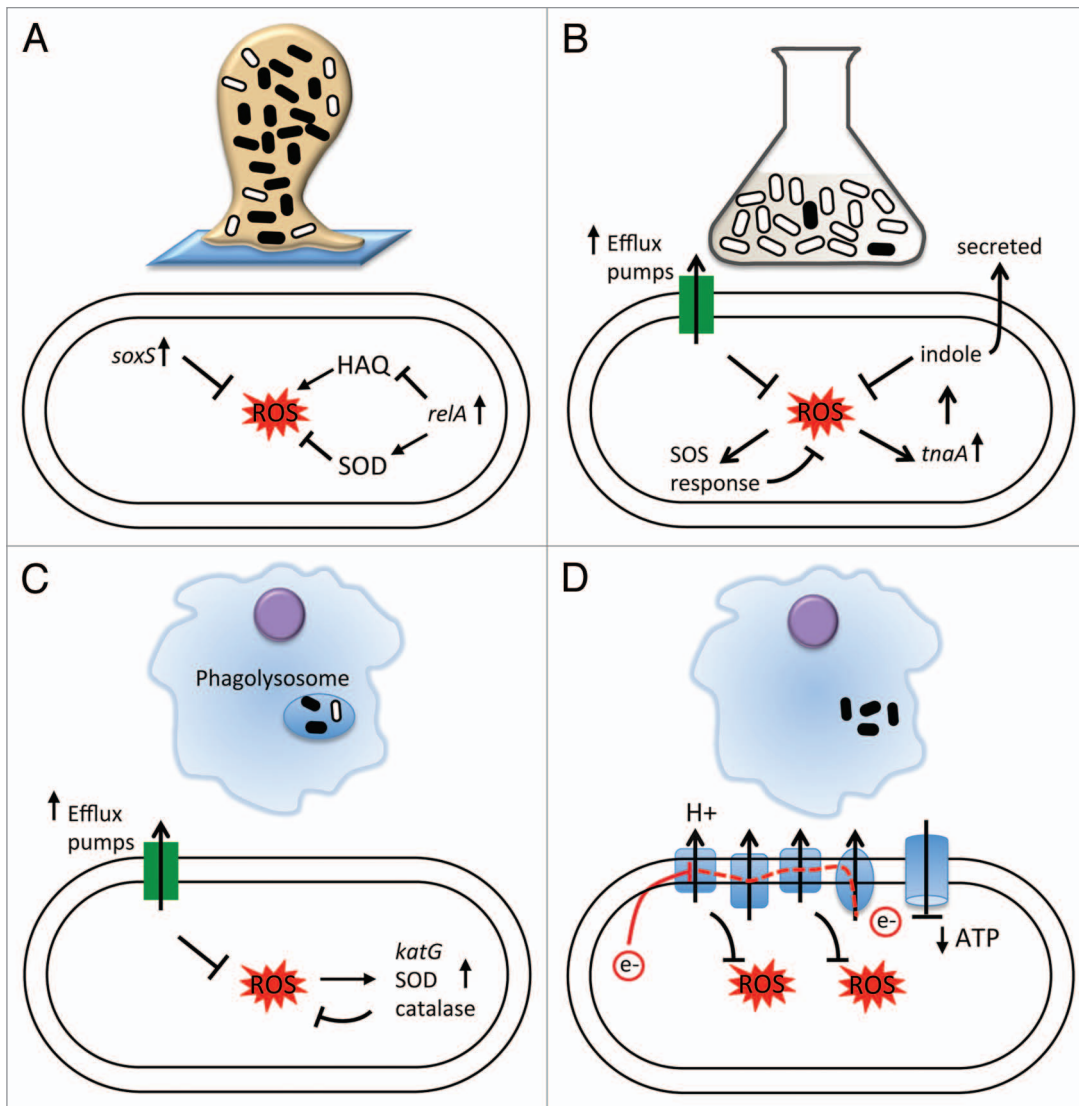 A
soxS
HAQ
ROS
relA
SOD
B
Efflux
pumps
secreted
indole
ROS
SOS
response
tnaA
C
Phagolysosome
Efflux
pumps
ROS
katG
SOD
catalase
D
H+
e-
e-
ATP
ROS
ROS